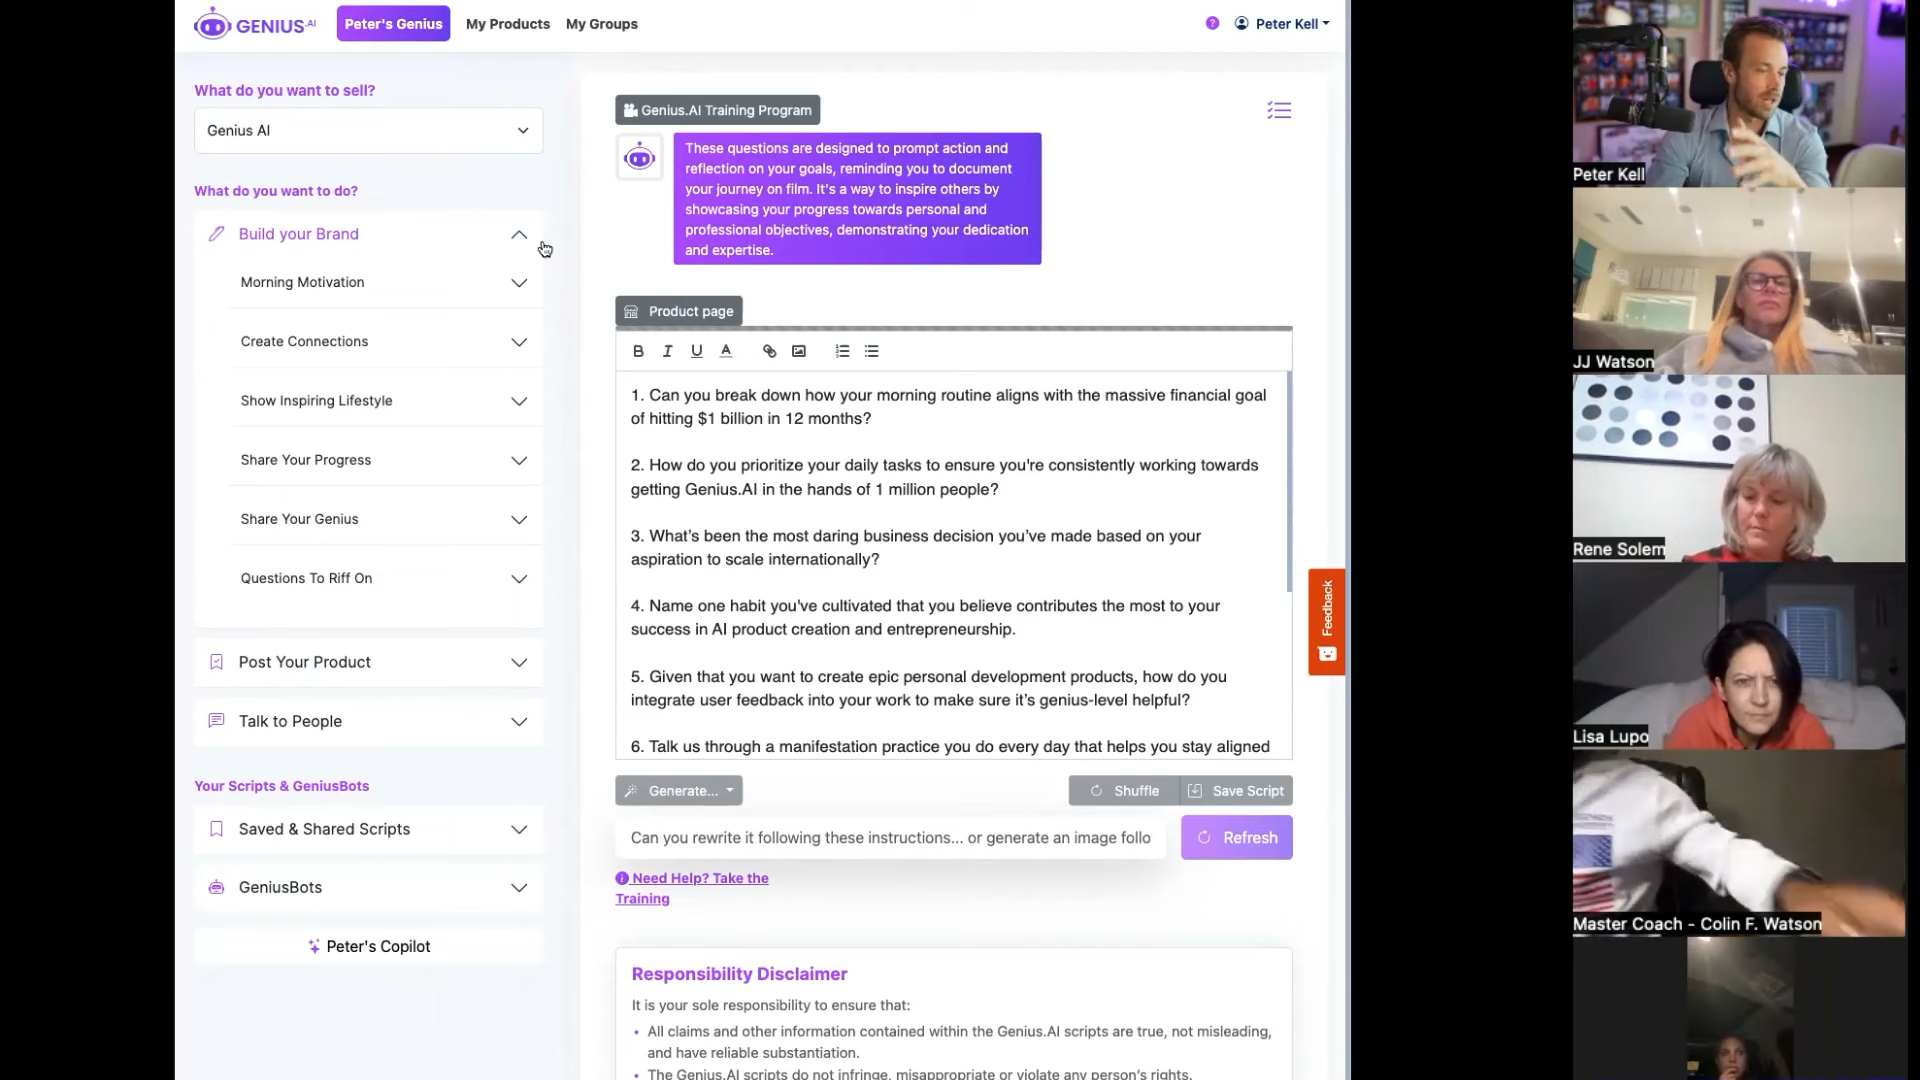 GENIUS.AI
Peter's Genius
My Products
My Groups
?
Peter Kell
What do you want to sell?
Genius AI
What do you want to do?
Build your Brand
Morning Motivation
Create Connections
Show Inspiring Lifestyle
Share Your Progress
Share Your Genius
Questions To Riff On
Post Your Product
Talk to People
Your Scripts & GeniusBots
Saved & Shared Scripts
GeniusBots
Peter's Copilot
Genius.AI Training Program
These questions are designed to prompt action and
reflection on your goals, reminding you to document
your journey on film. It's a way to inspire others by
showcasing your progress towards personal and
professional objectives, demonstrating your dedication
and expertise.
Product page
B I U A
1. Can you break down how your morning routine aligns with the massive financial goal
of hitting $1 billion in 12 months?
2. How do you prioritize your daily tasks to ensure you're consistently working towards
getting Genius.AI in the hands of 1 million people?
3. What’s been the most daring business decision you’ve made based on your
aspiration to scale internationally?
4. Name one habit you've cultivated that you believe contributes the most to your
success in AI product creation and entrepreneurship.
5. Given that you want to create epic personal development products, how do you
integrate user feedback into your work to make sure it’s genius-level helpful?
6. Talk us through a manifestation practice you do every day that helps you stay aligned
Generate...
Shuffle
Save Script
Can you rewrite it following these instructions... or generate an image follo
Refresh
Need Help? Take the
Training
Responsibility Disclaimer
It is your sole responsibility to ensure that:
• All claims and other information contained within the Genius.AI scripts are true, not misleading,
and have reliable substantiation.
• The Genius.AI scripts do not infringe, misappropriate or violate any person's rights.
Feedback
Peter Kell
JJ Watson
Rene Solem
Lisa Lupo
Master Coach - Colin F. Watson